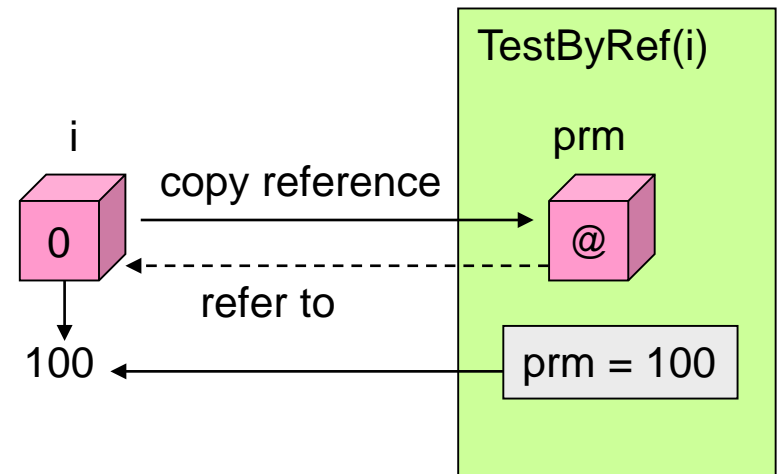 TestByRef(i)
i
prm
copy reference
0
@
refer to
100
prm = 100